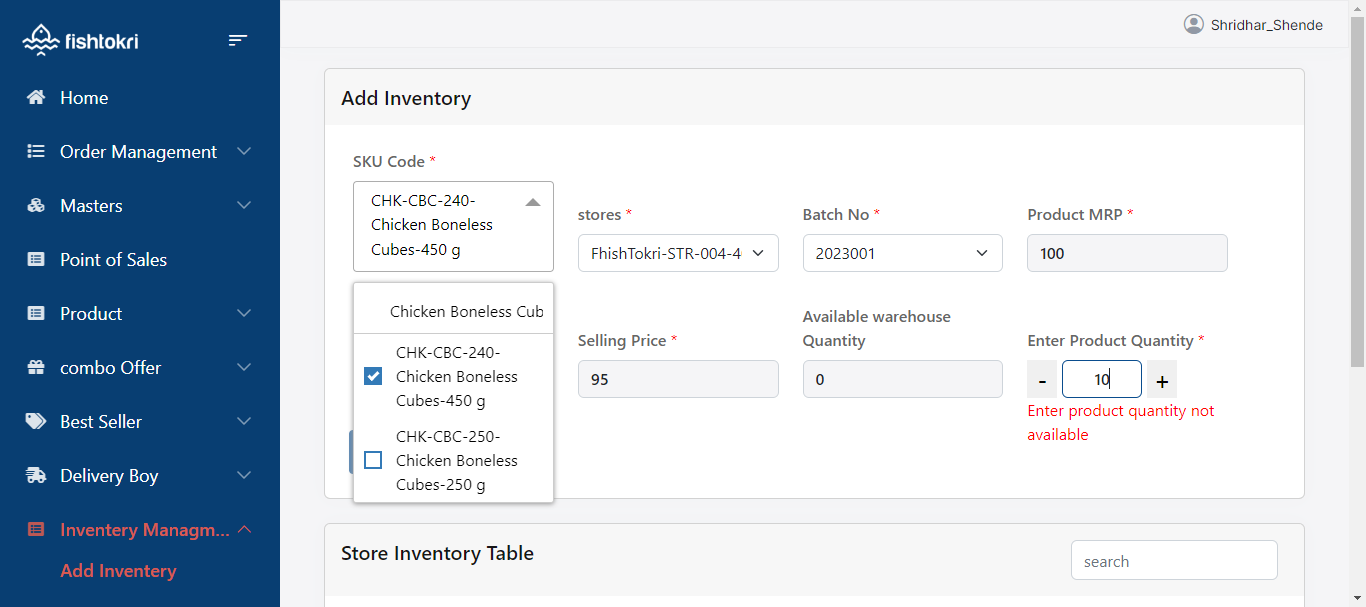 fishtokri
Shridhar_Shende
Home
Order Management
Masters
Point of Sales
Product
combo Offer
Best Seller
Delivery Boy
Inventery Managm...
Add Inventory
Add Inventory
SKU Code *
CHK-CBC-240-
Chicken Boneless
Cubes-450 g
stores *
FhishTokri-STR-004-4
Batch No *
2023001
Product MRP *
100
Chicken Boneless Cub
CHK-CBC-240-
Chicken Boneless
Cubes-450 g
CHK-CBC-250-
Chicken Boneless
Cubes-250 g
Selling Price *
95
Available warehouse
Quantity
0
Enter Product Quantity *
- 10 +
Enter product quantity not
available
Store Inventory Table
search